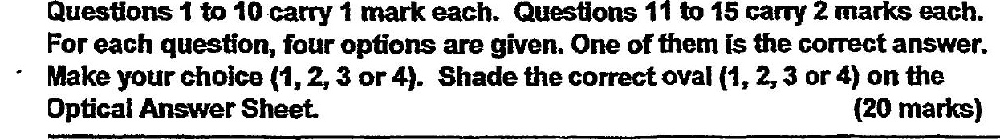 Questions 1 to 10 carry 1 mark each. Questions 11 to 15 carry 2 marks each.
For each question, four options are given. One of them is the correct answer.
Make your choice (1, 2, 3 or 4). Shade the correct oval (1, 2, 3 or 4) on the
Optical Answer Sheet. (20 marks)